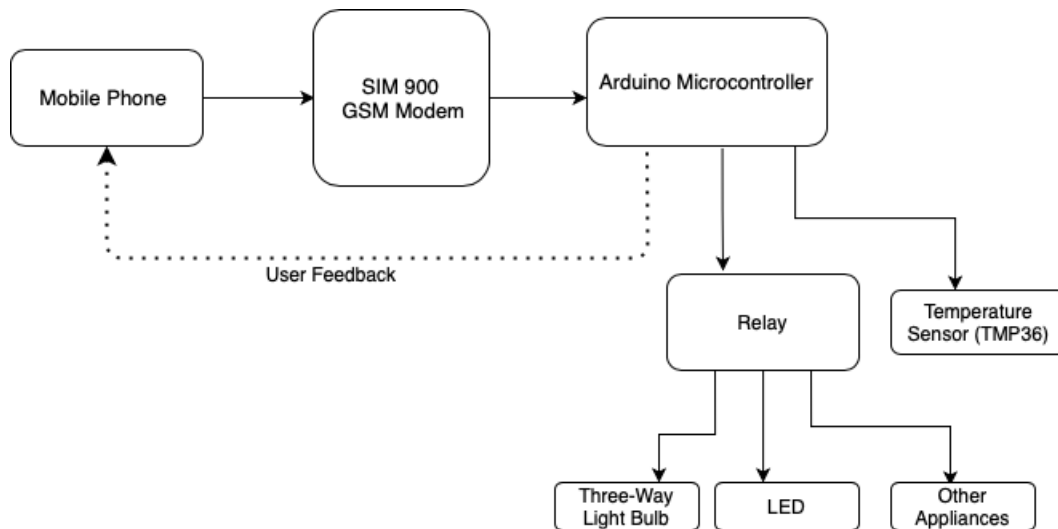 Mobile Phone
SIM 900
GSM Modem
Arduino Microcontroller
User Feedback
Relay
Temperature
Sensor (TMP36)
Three-Way
Light Bulb
LED
Other
Appliances